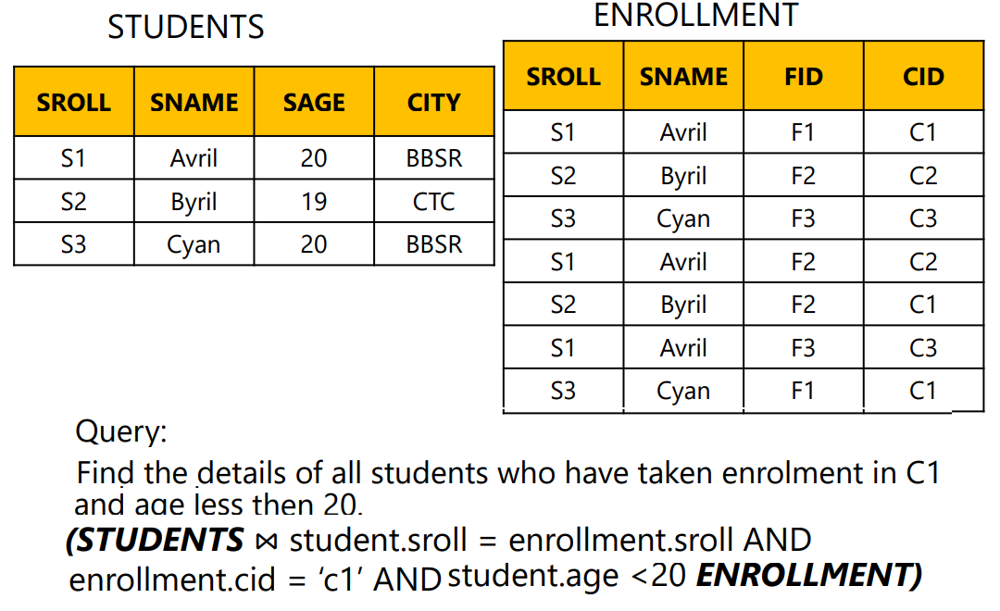 STUDENTS
SROLL SNAME SAGE CITY
S1 Avril 20 BBSR
S2 Byril 19 CTC
S3 Cyan 20 BBSR
ENROLLMENT
SROLL SNAME FID CID
S1 Avril F1 C1
S2 Byril F2 C2
S3 Cyan F3 C3
S1 Avril F2 C2
S2 Byril F2 C1
S1 Avril F3 C3
S3 Cyan F1 C1
Query:
Find the details of all students who have taken enrolment in C1
and age less then 20.
(STUDENTS ⋈ student.sroll = enrollment.sroll AND
enrollment.cid = ‘c1’ AND student.age <20 ENROLLMENT)